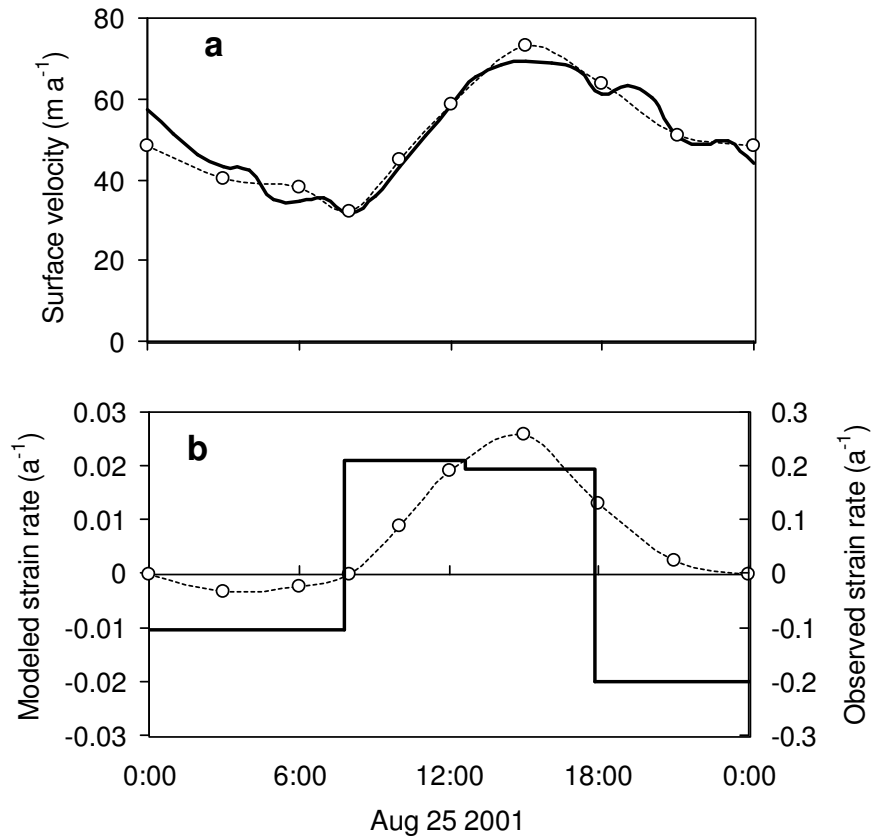 a
Surface velocity (m a⁻¹)
80
60
40
20
0
b
Modeled strain rate (a⁻¹)
0.03
0.02
0.01
0
-0.01
-0.02
-0.03
0.3
0.2
0.1
0
-0.1
-0.2
-0.3
Observed strain rate (a⁻¹)
0:00 6:00 12:00 18:00 0:00
Aug 25 2001